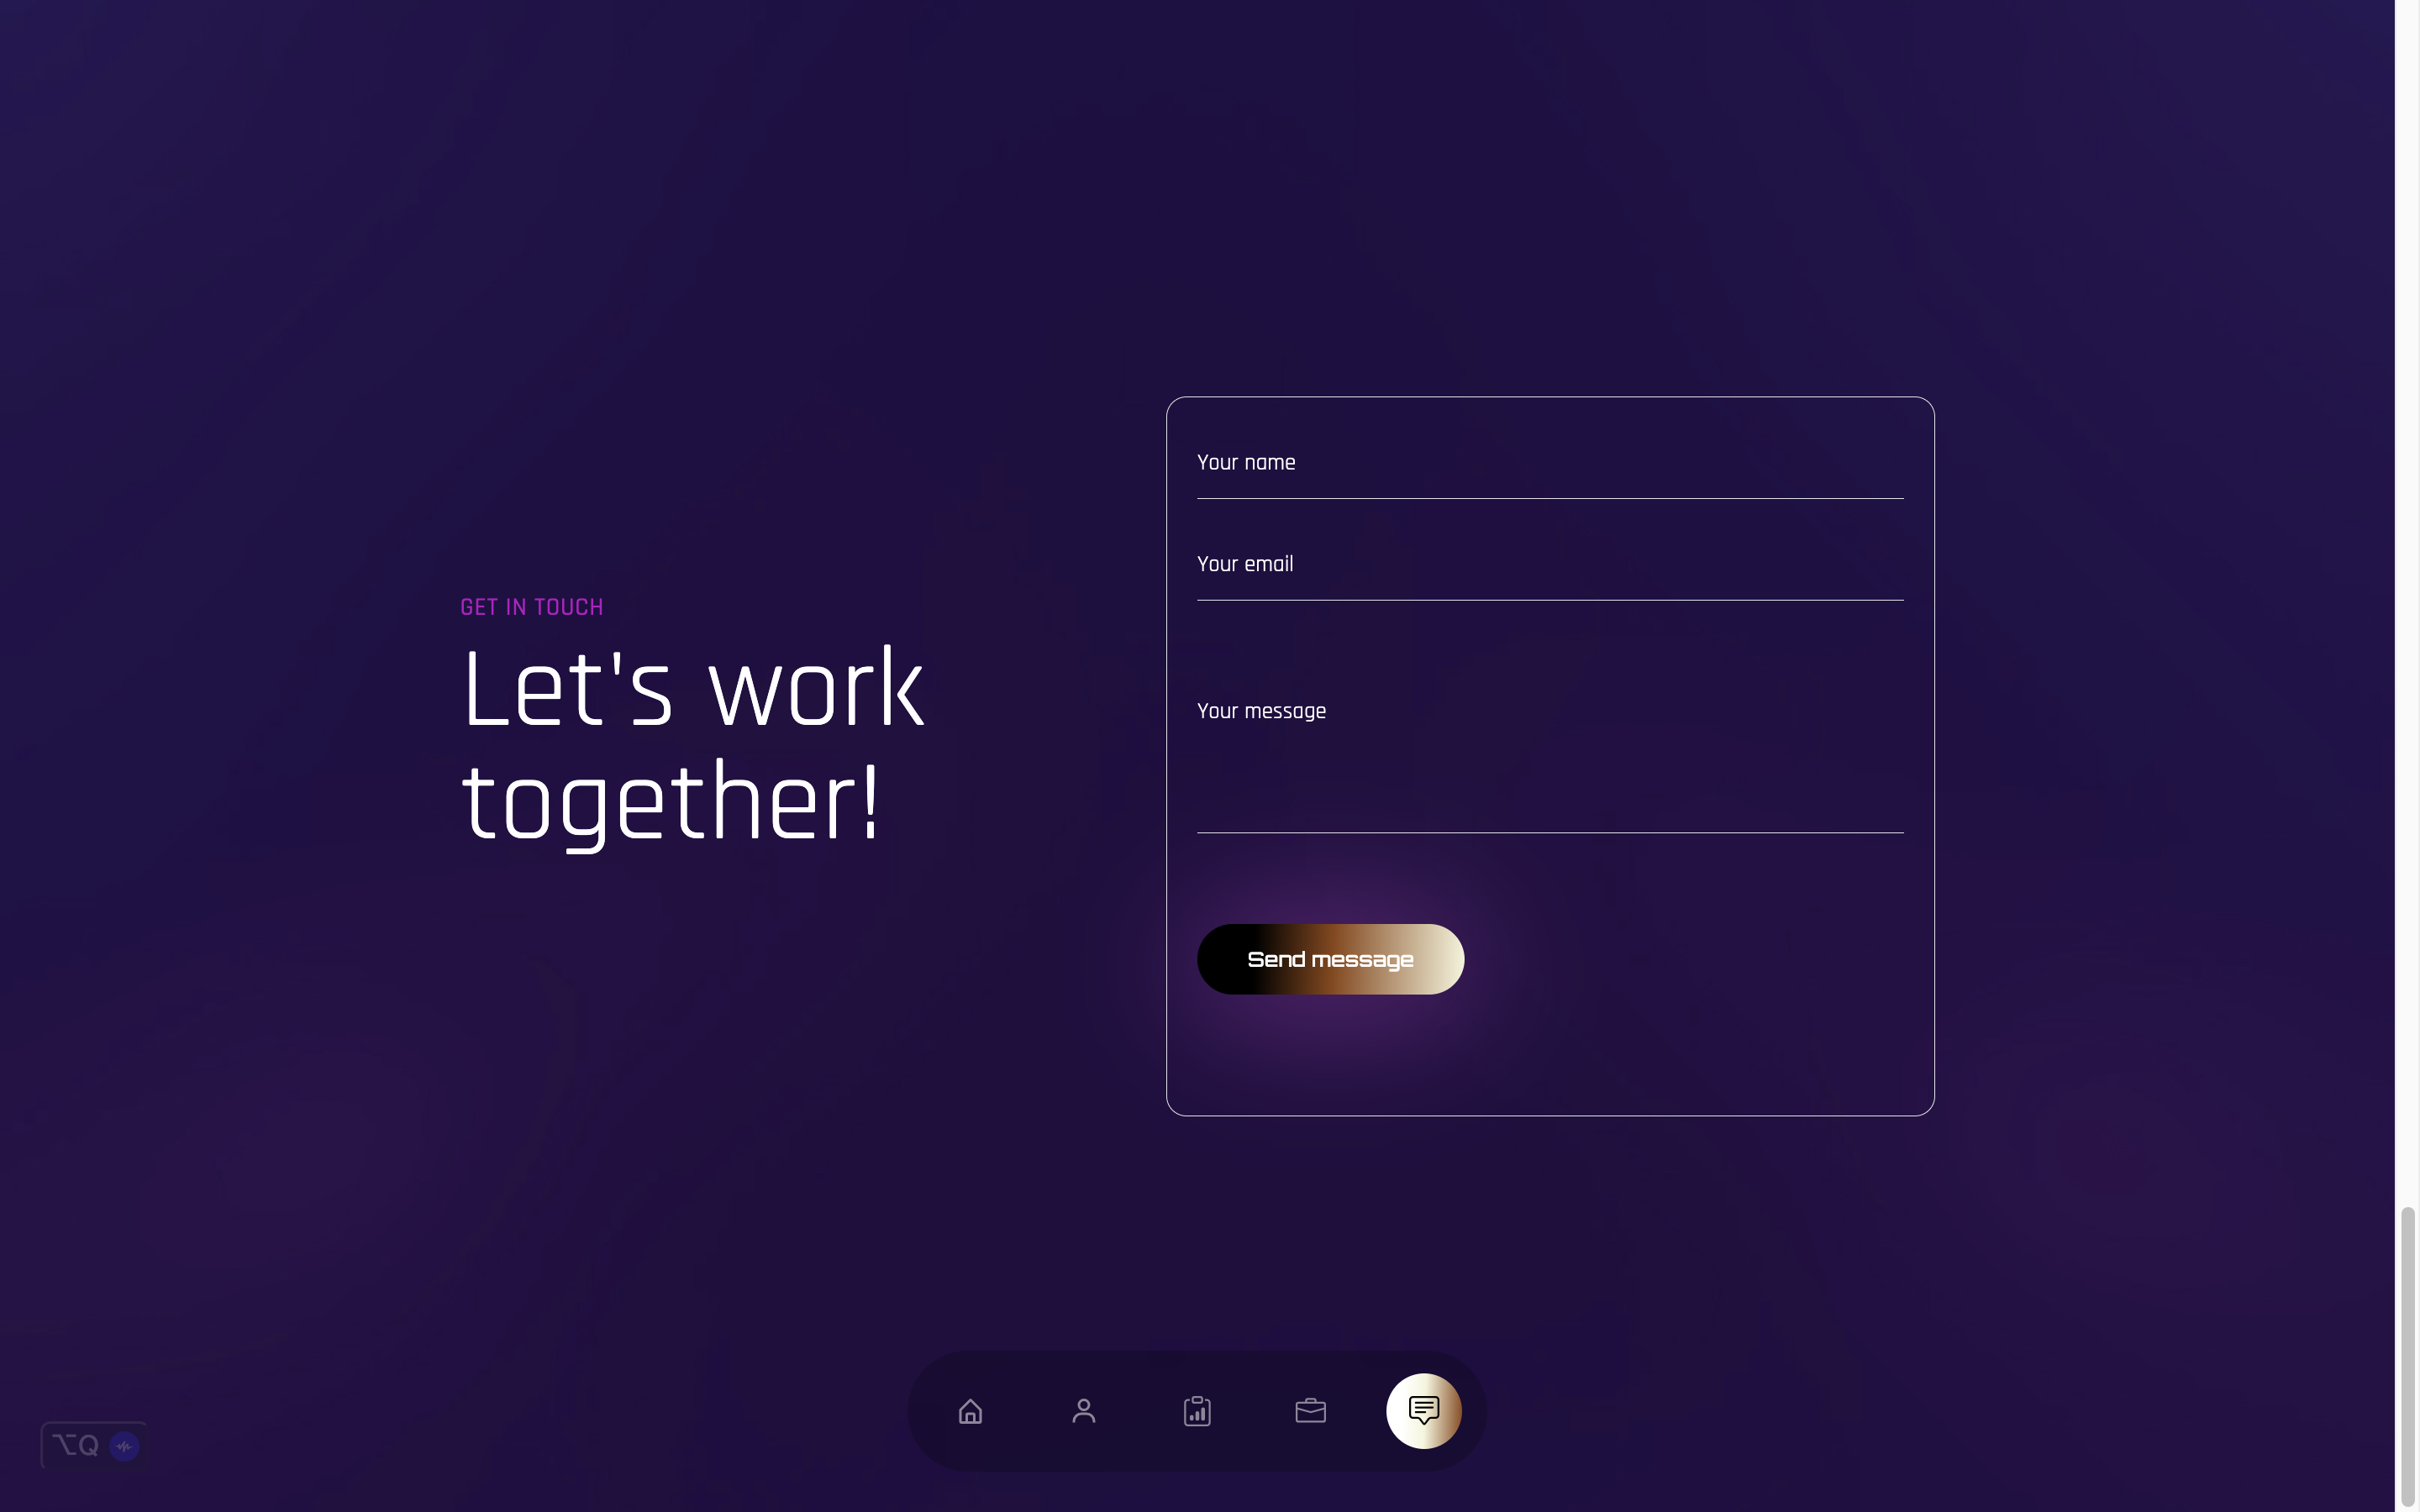 GET IN TOUCH
Let's work
together!
Your name
Your email
Your message
Send message
⌥Q